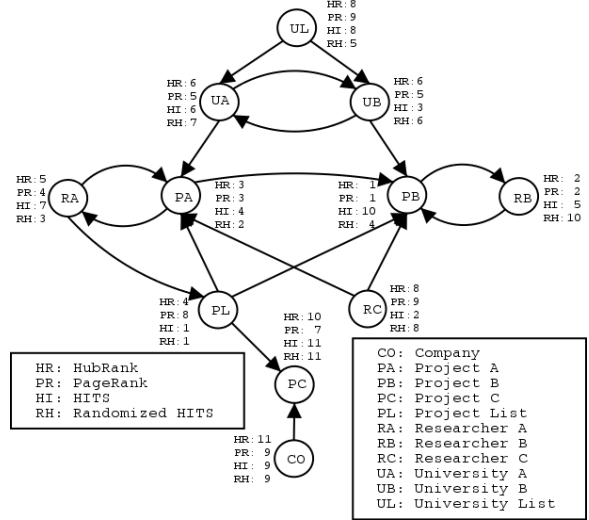 HR:8
PR:9
HI:8
RH:5
UL
HR:6
PR:5
HI:6
RH:7
UA
UB
HR:6
PR:5
HI:3
RH:6
HR:5
PR:4
HI:7
RH:3
RA
PA
HR:3
PR:3
HI:4
RH:2
HR: 1
PR: 1
HI:10
RH: 4
PB
RB
HR: 2
PR: 2
HI: 5
RH:10
HR:4
PR:8
HI:1
RH:1
PL
RC
HR:8
PR:9
HI:2
RH:8
HR:10
PR: 7
HI:11
RH:11
PC
HR:11
PR: 9
HI: 9
RH: 9
CO
HR: HubRank
PR: PageRank
HI: HITS
RH: Randomized HITS
CO: Company
PA: Project A
PB: Project B
PC: Project C
PL: Project List
RA: Researcher A
RB: Researcher B
RC: Researcher C
UA: University A
UB: University B
UL: University List